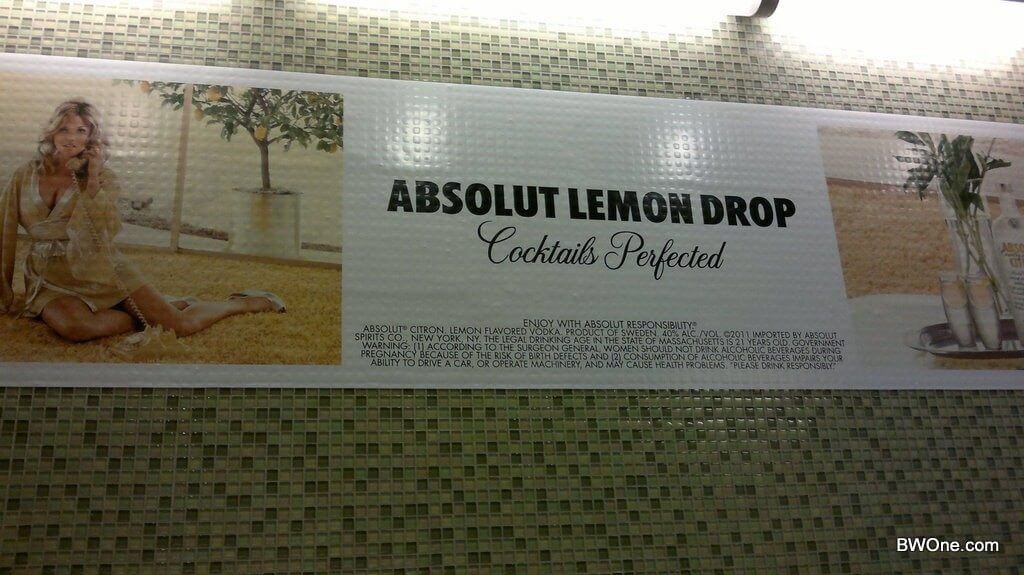 ABSOLUT LEMON DROP
Cocktails Perfected
ENJOY WITH ABSOLUT RESPONSIBILITY®
ABSOLUT® CITRON. LEMON FLAVORED VODKA. PRODUCT OF SWEDEN. 40% ALC./VOL. ©2011 IMPORTED BY ABSOLUT
SPIRITS CO., NEW YORK, NY. THE LEGAL DRINKING AGE IN THE STATE OF MASSACHUSETTS IS 21 YEARS OLD. GOVERNMENT
WARNING: (1) ACCORDING TO THE SURGEON GENERAL, WOMEN SHOULD NOT DRINK ALCOHOLIC BEVERAGES DURING
PREGNANCY BECAUSE OF THE RISK OF BIRTH DEFECTS AND (2) CONSUMPTION OF ALCOHOLIC BEVERAGES IMPAIRS YOUR
ABILITY TO DRIVE A CAR, OR OPERATE MACHINERY, AND MAY CAUSE HEALTH PROBLEMS. "PLEASE DRINK RESPONSIBLY."
BWOne.com